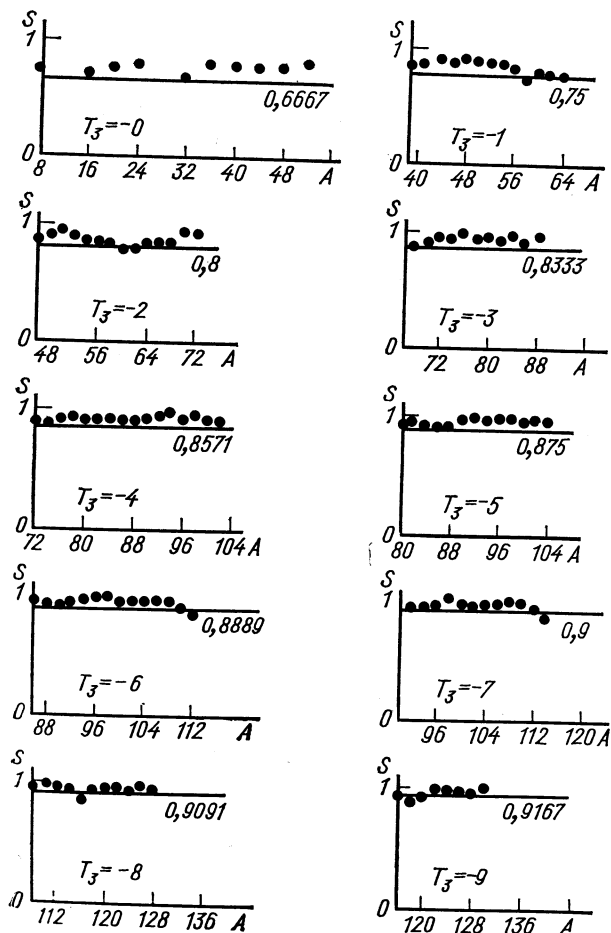 S
1
0,6667
T₃=-0
0
8 16 24 32 40 48 A
S
1
0,75
T₃=-1
0
40 48 56 64 A
S
1
0,8
T₃=-2
0
48 56 64 72 A
S
1
0,8333
T₃=-3
0
72 80 88 A
S
1
0,8571
T₃=-4
0
72 80 88 96 104 A
S
1
0,875
T₃=-5
0
80 88 96 104 A
S
1
0,8889
T₃=-6
0
88 96 104 112 A
S
1
0,9
T₃=-7
0
96 104 112 120 A
S
1
0,9091
T₃=-8
0
112 120 128 136 A
S
1
0,9167
T₃=-9
0
120 128 136 A